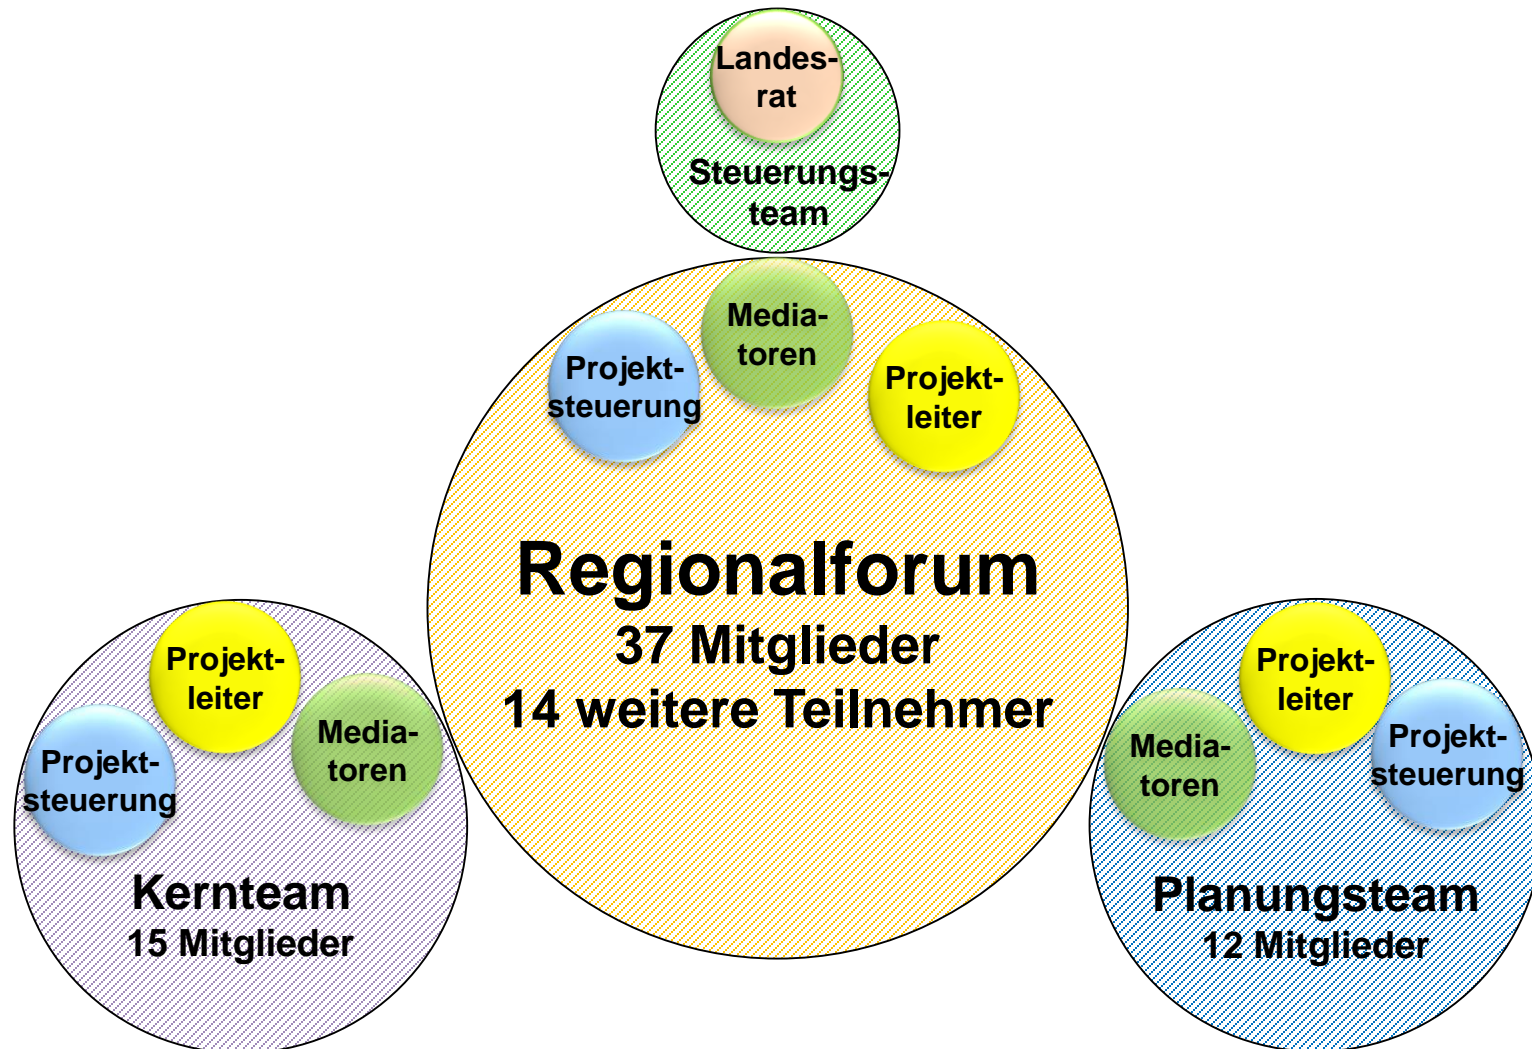 Landes-
rat
Steuerungs-
team
Media-
toren
Projekt-
steuerung
Projekt-
leiter
Regionalforum
37 Mitglieder
14 weitere Teilnehmer
Projekt-
leiter
Media-
toren
Projekt-
steuerung
Kernteam
15 Mitglieder
Projekt-
leiter
Media-
toren
Projekt-
steuerung
Planungsteam
12 Mitglieder